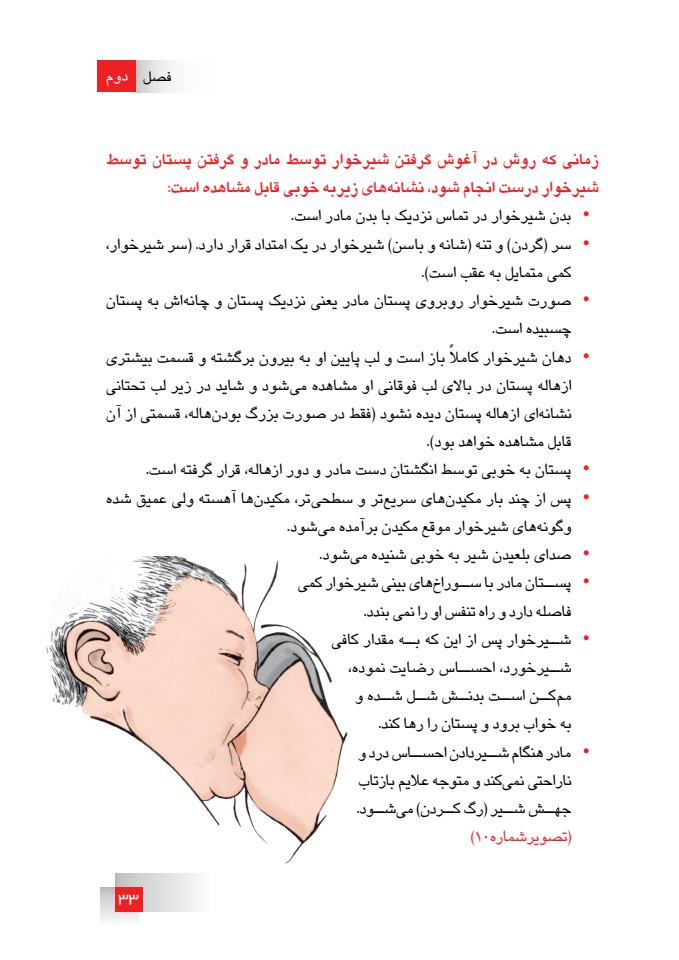 فصل دوم
زمانی که روش در آغوش گرفتن شیرخوار توسط مادر و گرفتن پستان توسط
شیرخوار درست انجام شود، نشانه‌های زیربه خوبی قابل مشاهده است:
• بدن شیرخوار در تماس نزدیک با بدن مادر است.
• سر (گردن) و تنه (شانه و باسن) شیرخوار در یک امتداد قرار دارد. (سر شیرخوار،
کمی متمایل به عقب است).
• صورت شیرخوار روبروی پستان مادر یعنی نزدیک پستان و چانه‌اش به پستان
چسبیده است.
• دهان شیرخوار کاملاً باز است و لب پایین او به بیرون برگشته و قسمت بیشتری
ازهاله پستان در بالای لب فوقانی او مشاهده می‌شود و شاید در زیر لب تحتانی
نشانه‌ای ازهاله پستان دیده نشود (فقط در صورت بزرگ بودن‌هاله، قسمتی از آن
قابل مشاهده خواهد بود).
• پستان به خوبی توسط انگشتان دست مادر و دور ازهاله، قرار گرفته است.
• پس از چند بار مکیدن‌های سریع‌تر و سطحی‌تر، مکیدن‌ها آهسته ولی عمیق شده
وگونه‌های شیرخوار موقع مکیدن برآمده می‌شود.
• صدای بلعیدن شیر به خوبی شنیده می‌شود.
• پستان مادر با سوراخ‌های بینی شیرخوار کمی
فاصله دارد و راه تنفس او را نمی بندد.
• شیرخوار پس از این که به مقدار کافی
شیرخورد، احساس رضایت نموده،
ممکن است بدنش شل شده و
به خواب برود و پستان را رها کند.
• مادر هنگام شیردادن احساس درد و
ناراحتی نمی‌کند و متوجه علایم بازتاب
جهش شیر (رگ کردن) می‌شود.
(تصویرشماره۱۰)
۳۳